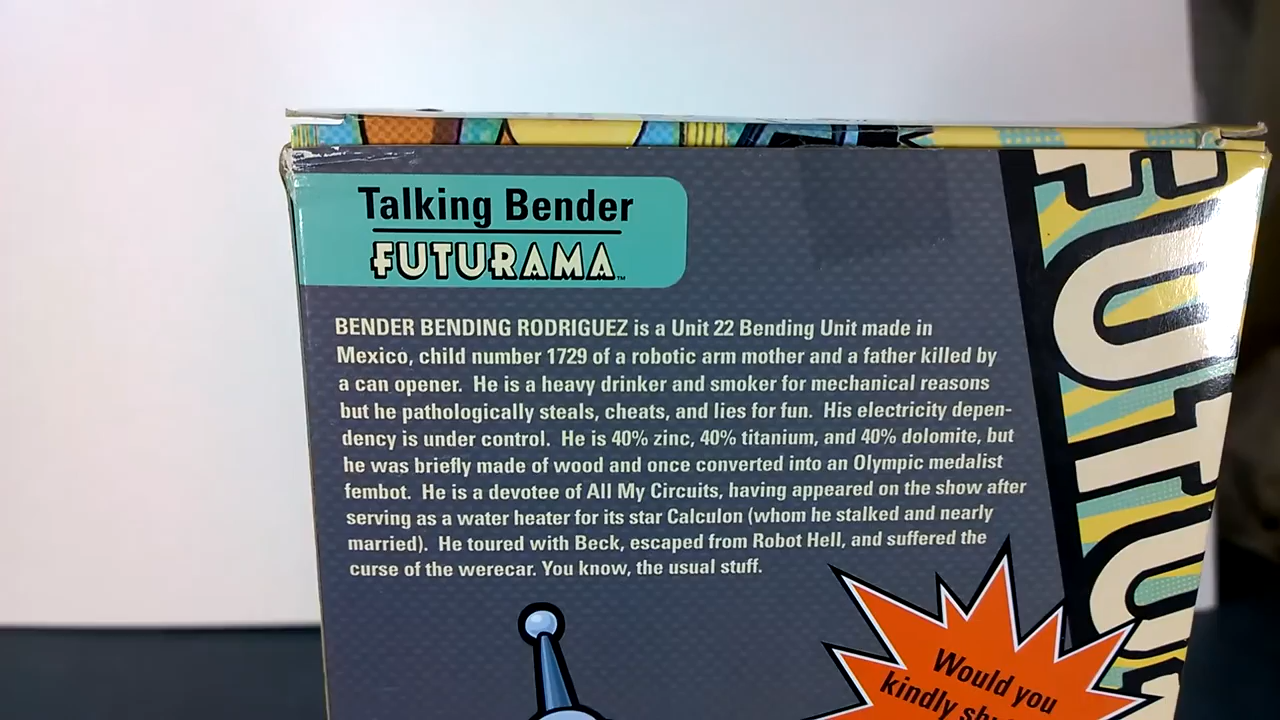 Talking Bender
FUTURAMA™
BENDER BENDING RODRIGUEZ is a Unit 22 Bending Unit made in
Mexico, child number 1729 of a robotic arm mother and a father killed by
a can opener. He is a heavy drinker and smoker for mechanical reasons
but he pathologically steals, cheats, and lies for fun. His electricity depen-
dency is under control. He is 40% zinc, 40% titanium, and 40% dolomite, but
he was briefly made of wood and once converted into an Olympic medalist
fembot. He is a devotee of All My Circuits, having appeared on the show after
serving as a water heater for its star Calculon (whom he stalked and nearly
married). He toured with Beck, escaped from Robot Hell, and suffered the
curse of the werecar. You know, the usual stuff.
Would you
kindly
FUTU